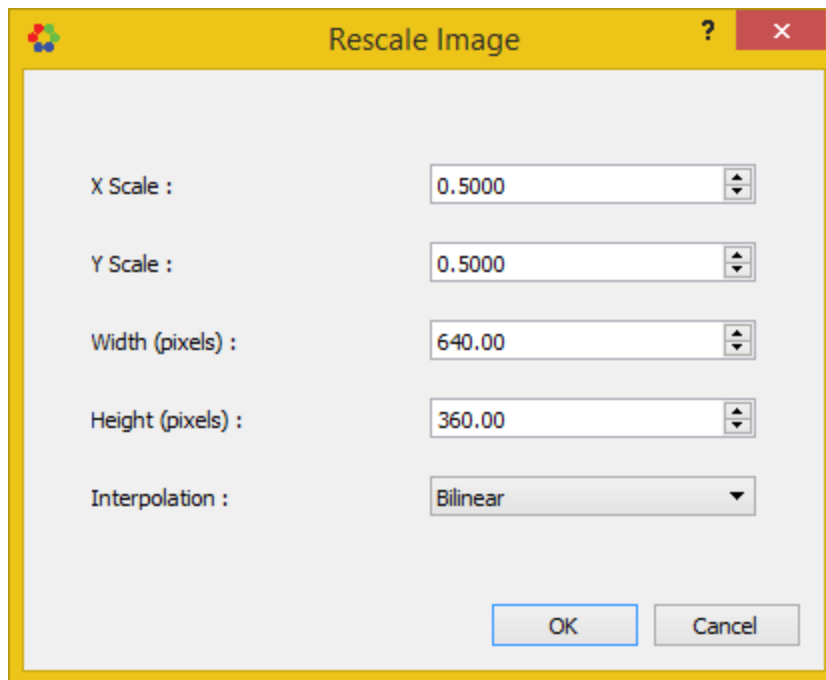 Rescale Image
?
X Scale :
0.5000
Y Scale :
0.5000
Width (pixels) :
640.00
Height (pixels) :
360.00
Interpolation :
Bilinear
OK
Cancel